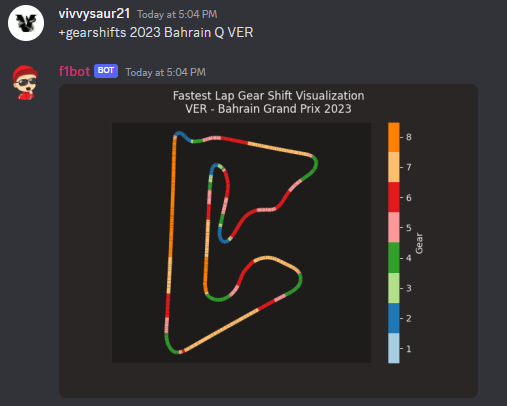 vivvysaur21 Today at 5:04 PM
+gearshifts 2023 Bahrain Q VER
f1bot BOT Today at 5:04 PM
Fastest Lap Gear Shift Visualization
VER - Bahrain Grand Prix 2023
8
7
6
5
4
3
2
1
Gear